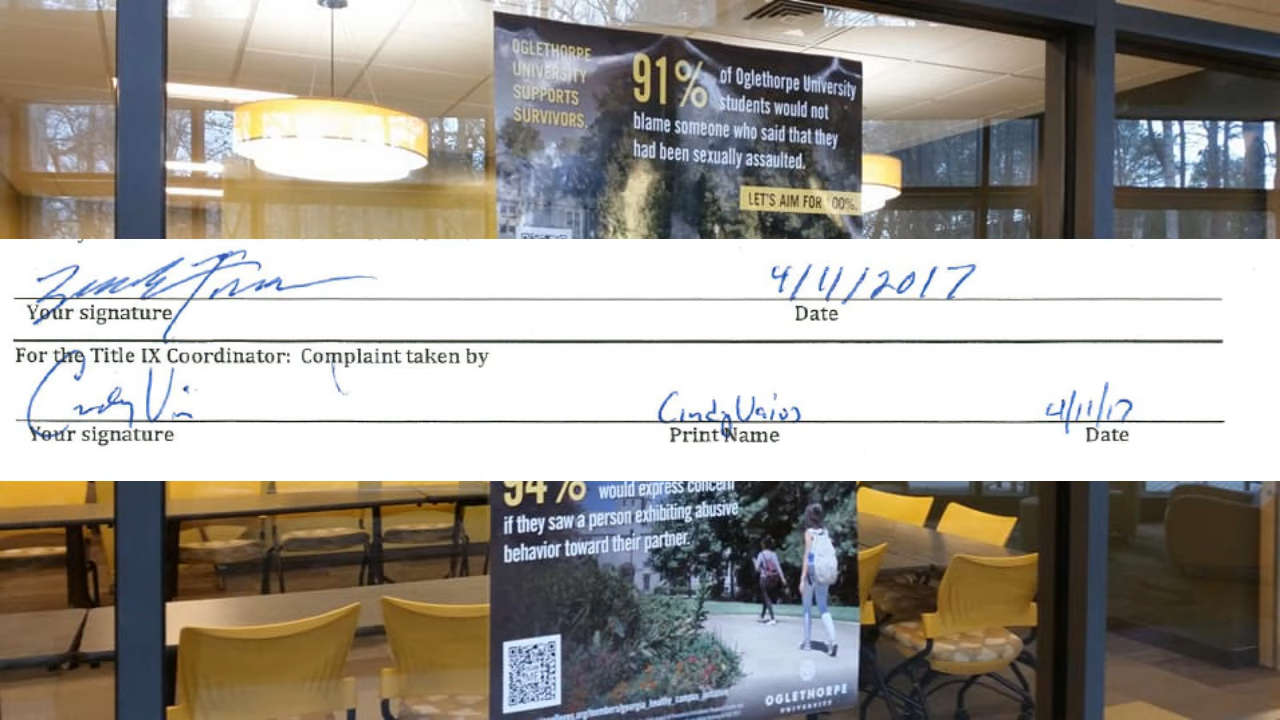 OGLETHORPE
UNIVERSITY
SUPPORTS
SURVIVORS.
91% of Oglethorpe University
students would not
blame someone who said that they
had been sexually assaulted.
LET'S AIM FOR 100%.
4/11/2017
Your signature
Date
For the Title IX Coordinator: Complaint taken by
Cindy
Cindy
4/11/17
Your signature
Print Name
Date
94% would express concern
if they saw a person exhibiting abusive
behavior toward their partner.
OGLETHORPE
UNIVERSITY